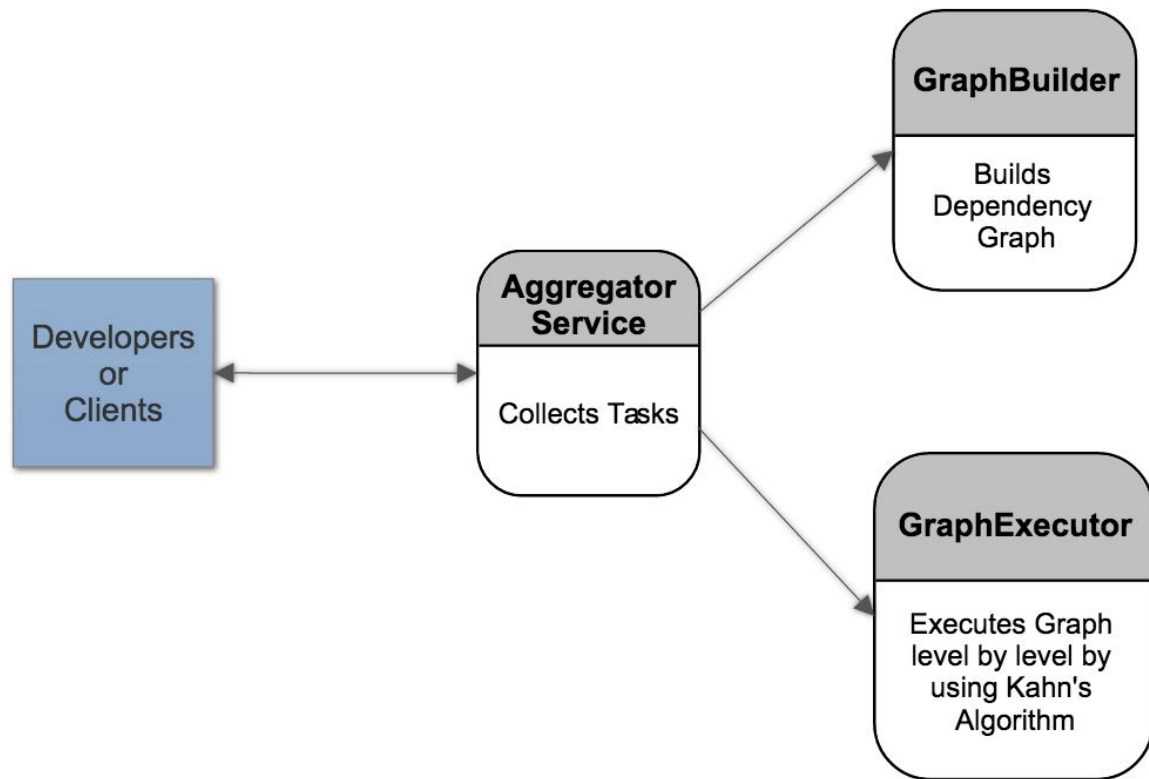 Developers
or
Clients
Aggregator
Service
Collects Tasks
GraphBuilder
Builds
Dependency
Graph
GraphExecutor
Executes Graph
level by level by
using Kahn's
Algorithm